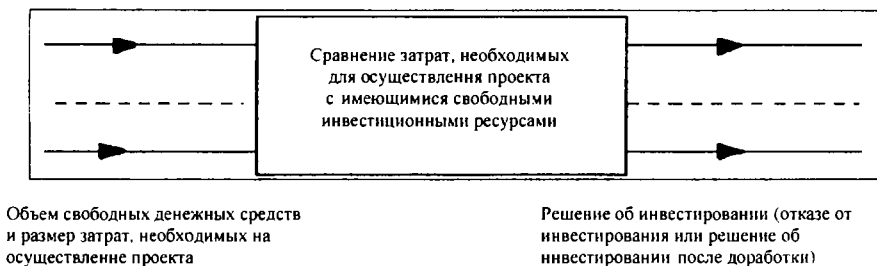 Сравнение затрат, необходимых
для осуществления проекта
с имеющимися свободными
инвестиционными ресурсами
Объем свободных денежных средств
и размер затрат, необходимых на
осуществление проекта
Решение об инвестировании (отказе от
инвестирования или решение об
инвестировании после доработки)